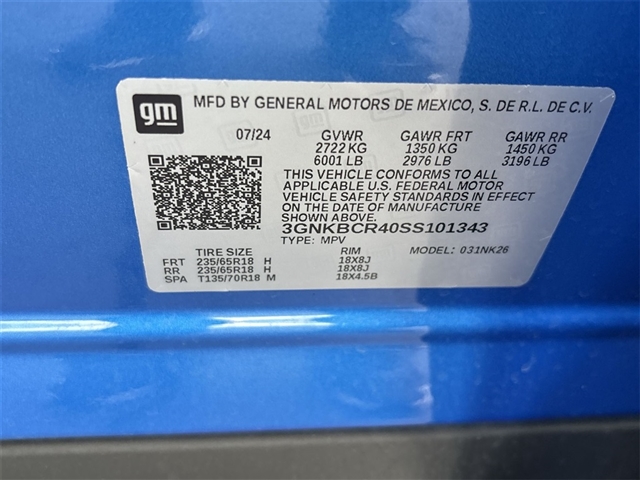 gm
MFD BY GENERAL MOTORS DE MEXICO, S. DE R.L. DE C.V.
07/24 GVWR GAWR FRT GAWR RR
2722 KG 1350 KG 1450 KG
6001 LB 2976 LB 3196 LB
THIS VEHICLE CONFORMS TO ALL
APPLICABLE U.S. FEDERAL MOTOR
VEHICLE SAFETY STANDARDS IN EFFECT
ON THE DATE OF MANUFACTURE
SHOWN ABOVE.
3GNKBCR40SS101343
TYPE: MPV MODEL: 031NK26
TIRE SIZE RIM
FRT 235/65R18 H 18X8J
RR 235/65R18 H 18X8J
SPA T135/70R18 M 18X4.5B